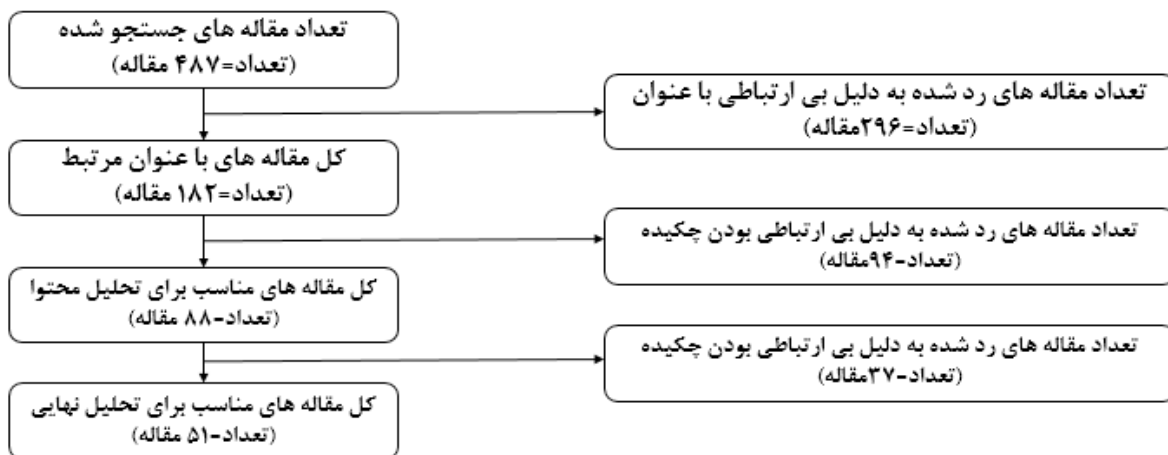 تعداد مقاله های جستجو شده
(تعداد=۴۸۷ مقاله)
تعداد مقاله های رد شده به دلیل بی ارتباطی با عنوان
(تعداد=۲۹۶مقاله)
کل مقاله های با عنوان مرتبط
(تعداد=۱۸۲ مقاله)
تعداد مقاله های رد شده به دلیل بی ارتباطی بودن چکیده
(تعداد-۹۴مقاله)
کل مقاله های مناسب برای تحلیل محتوا
(تعداد-۸۸ مقاله)
تعداد مقاله های رد شده به دلیل بی ارتباطی بودن چکیده
(تعداد-۳۷مقاله)
کل مقاله های مناسب برای تحلیل نهایی
(تعداد-۵۱ مقاله)